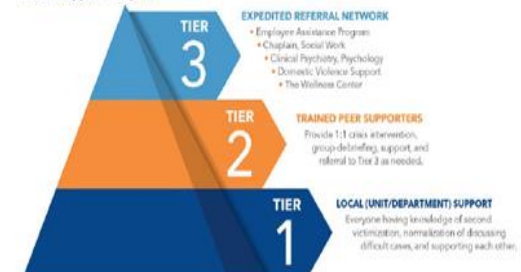 TIER
3
EXPEDITED REFERRAL NETWORK
• Employee Assistance Program
• Chaplain, Social Work
• Clinical Psychiatry, Psychology
• Domestic Violence Support
• The Wellness Center
TIER
2
TRAINED PEER SUPPORTERS
Provide 1:1 crisis intervention,
group debriefing, support, and
referral to Tier 3 as needed.
TIER
1
LOCAL (UNIT/DEPARTMENT) SUPPORT
Everyone having knowledge of second
victimization, normalization of discussing
difficult cases, and supporting each other.